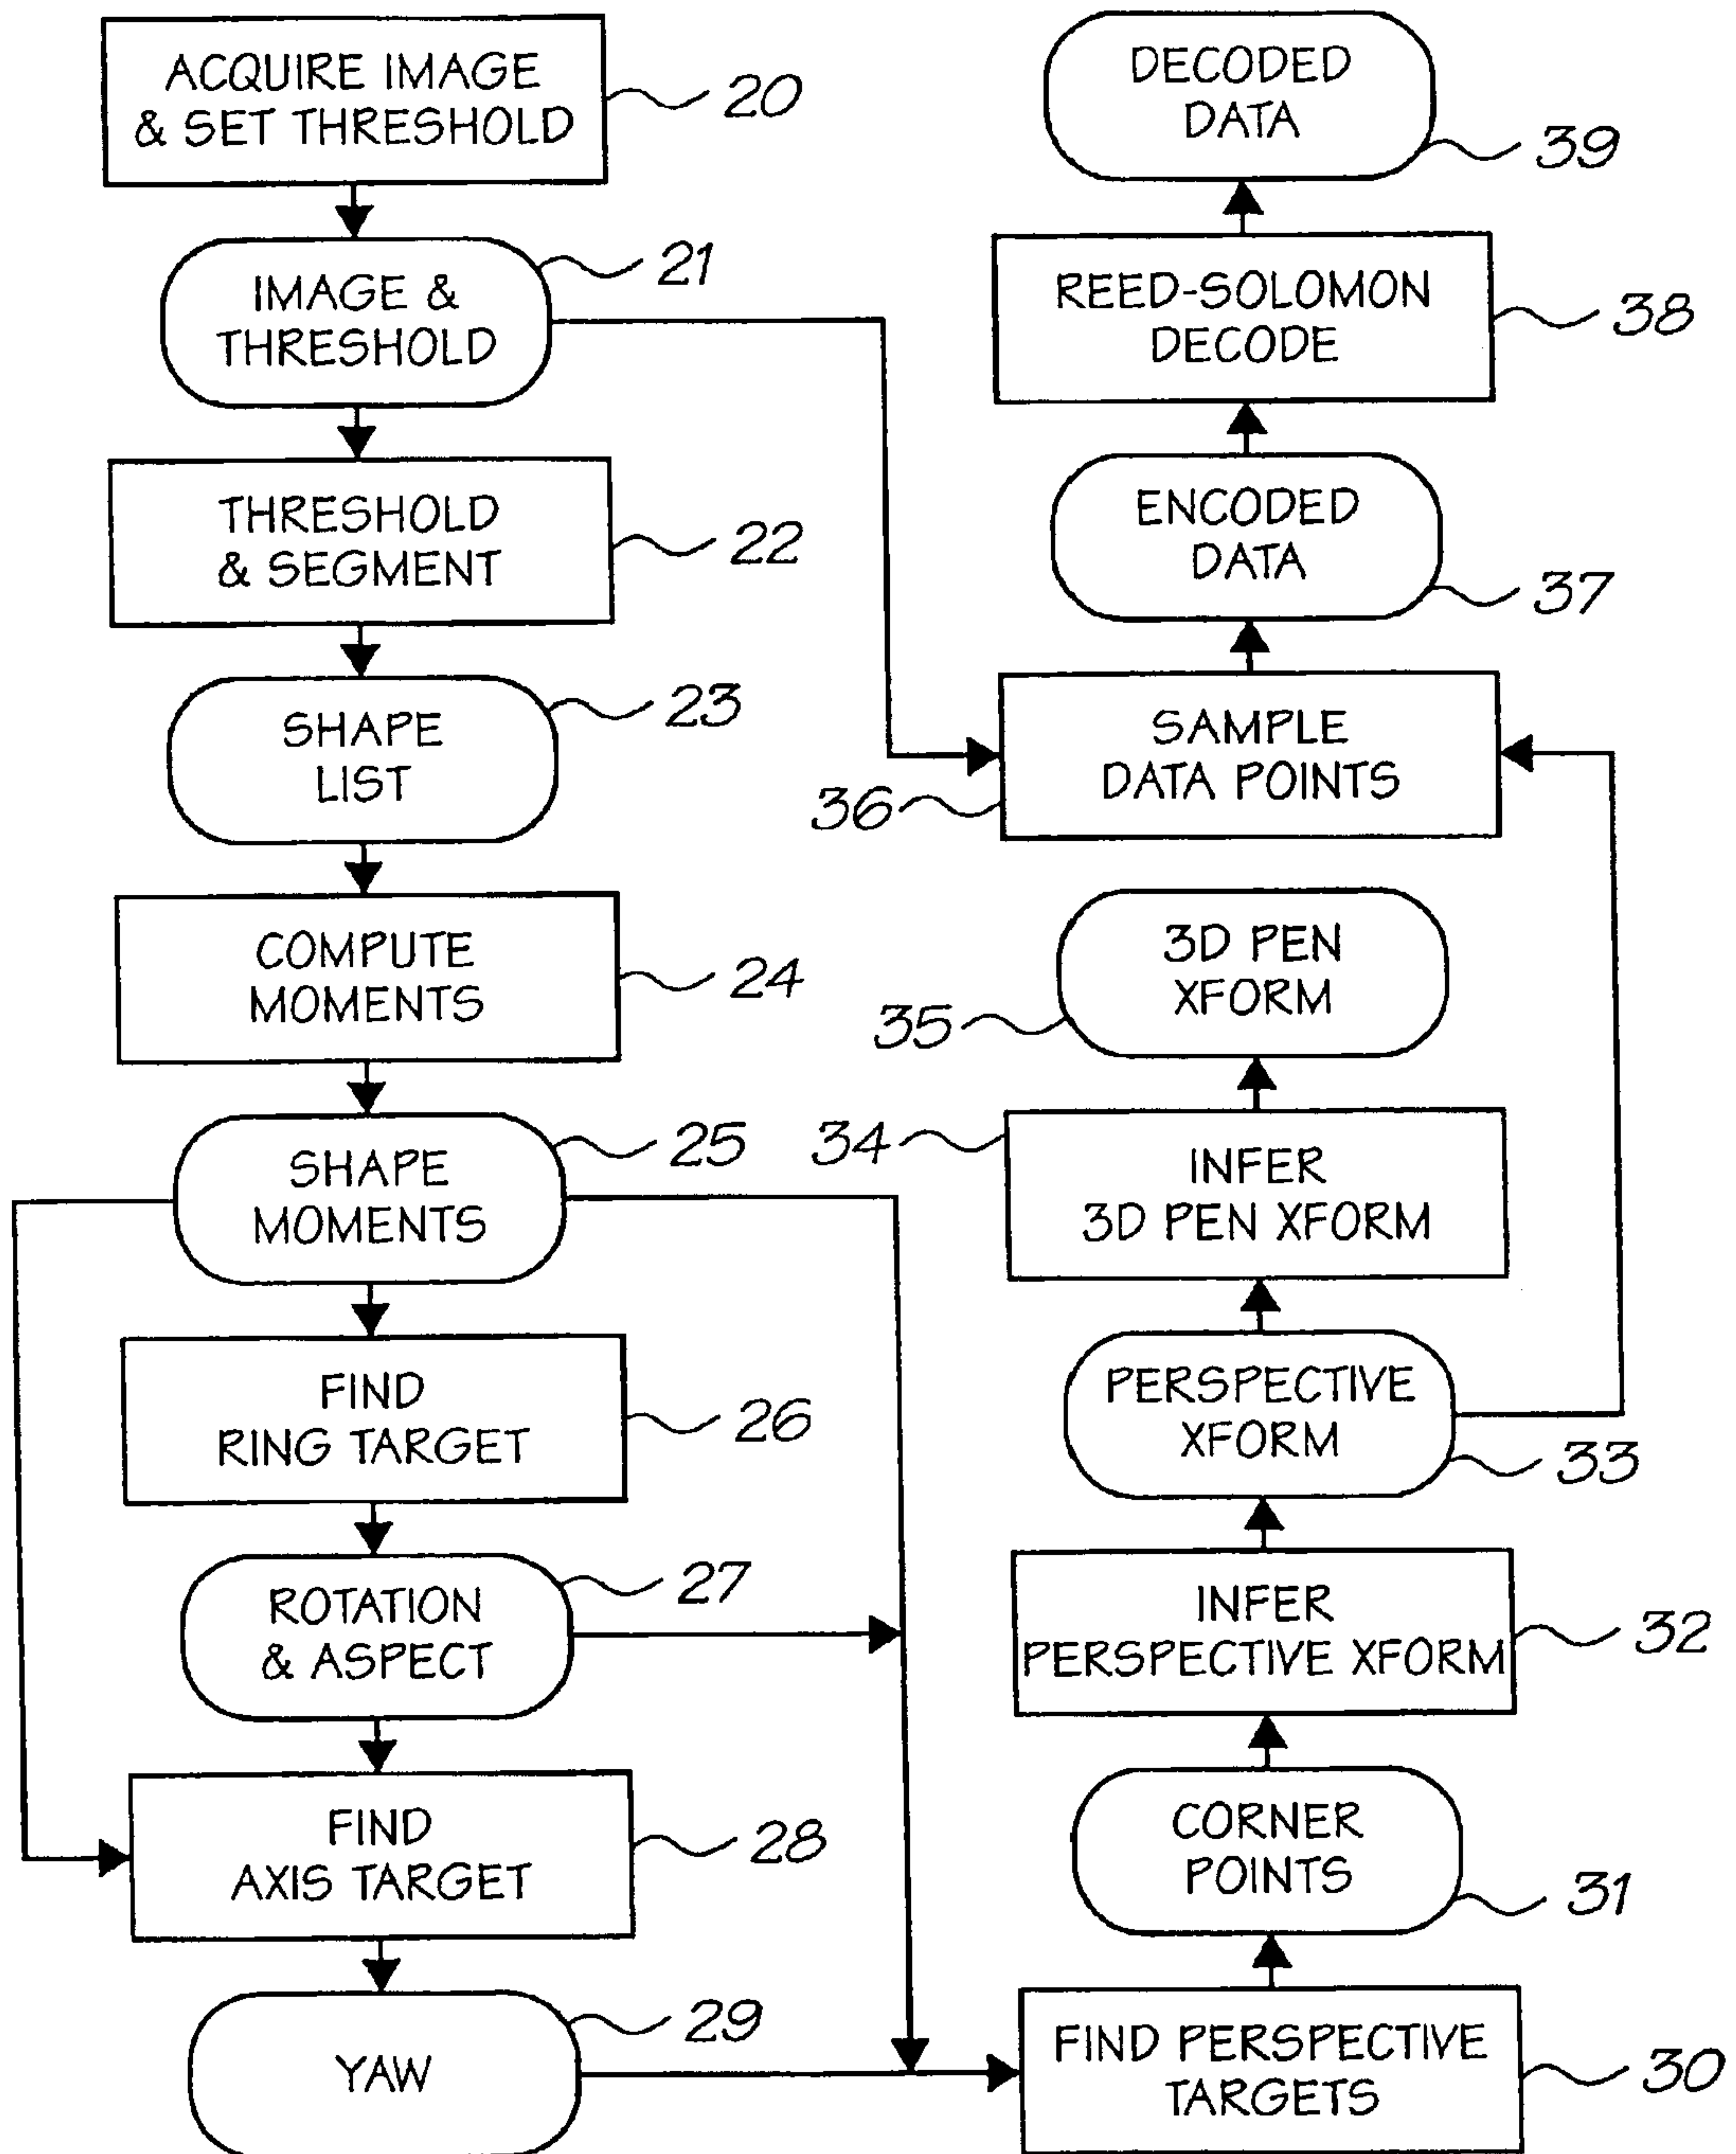 ACQUIRE IMAGE
& SET THRESHOLD
20
IMAGE &
THRESHOLD
21
THRESHOLD
& SEGMENT
22
SHAPE
LIST
23
COMPUTE
MOMENTS
24
SHAPE
MOMENTS
25
FIND
RING TARGET
26
ROTATION
& ASPECT
27
FIND
AXIS TARGET
28
YAW
29
DECODED
DATA
39
REED-SOLOMON
DECODE
38
ENCODED
DATA
37
SAMPLE
DATA POINTS
36
3D PEN
XFORM
35
INFER
3D PEN XFORM
34
PERSPECTIVE
XFORM
33
INFER
PERSPECTIVE XFORM
32
CORNER
POINTS
31
FIND PERSPECTIVE
TARGETS
30